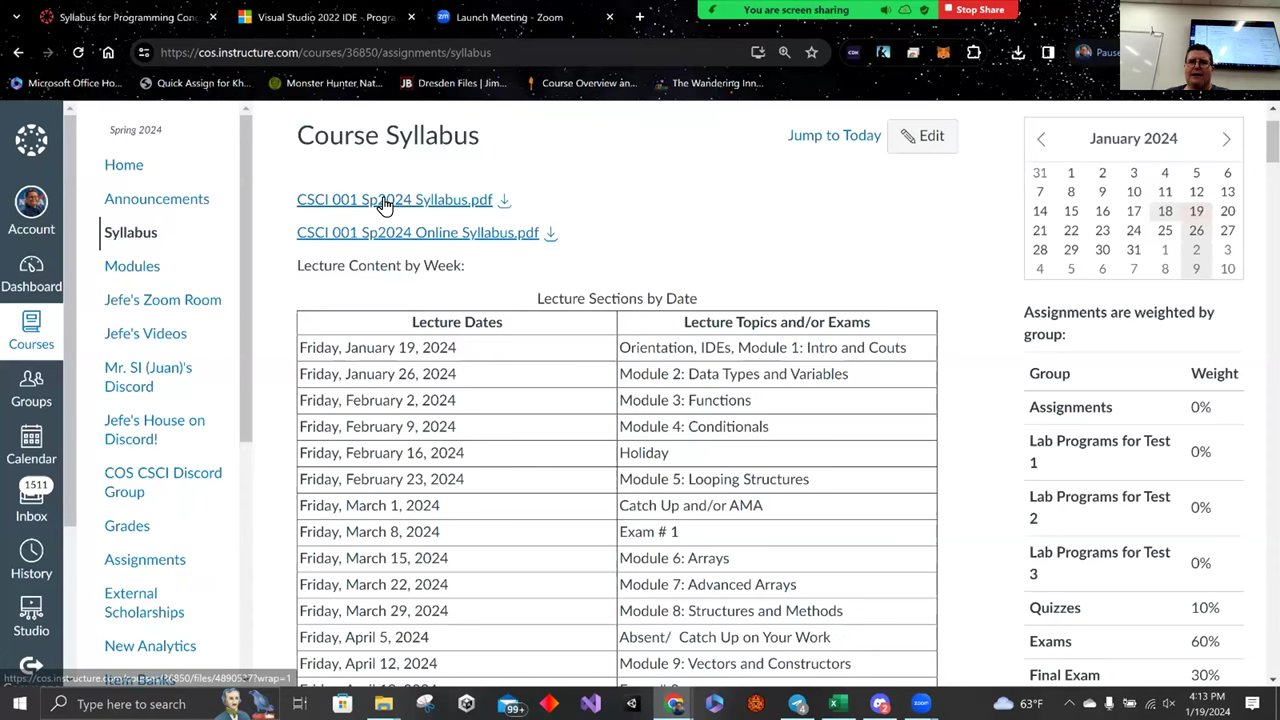 Syllabus for Programming Conc
Visual Studio 2022 IDE - Progra
Launch Meeting - Zoom
You are screen sharing
Stop Share
https://cos.instructure.com/courses/36850/assignments/syllabus
Pause
Microsoft Office Ho...
Quick Assign for Kh...
Monster Hunter,Nat...
Dresden Files | Jim...
Course Overview an...
The Wandering Inn...
Spring 2024
Home
Announcements
Syllabus
Modules
Jefe's Zoom Room
Jefe's Videos
Mr. SI (Juan)'s
Discord
Jefe's House on
Discord!
COS CSCI Discord
Group
Grades
Assignments
External
Scholarships
New Analytics
Item Banks
Account
Dashboard
Courses
Groups
Calendar
1511
Inbox
History
Studio
Course Syllabus
Jump to Today
Edit
CSCI 001 Sp2024 Syllabus.pdf
CSCI 001 Sp2024 Online Syllabus.pdf
Lecture Content by Week:
Lecture Sections by Date
Lecture Dates Lecture Topics and/or Exams
Friday, January 19, 2024 Orientation, IDEs, Module 1: Intro and Couts
Friday, January 26, 2024 Module 2: Data Types and Variables
Friday, February 2, 2024 Module 3: Functions
Friday, February 9, 2024 Module 4: Conditionals
Friday, February 16, 2024 Holiday
Friday, February 23, 2024 Module 5: Looping Structures
Friday, March 1, 2024 Catch Up and/or AMA
Friday, March 8, 2024 Exam # 1
Friday, March 15, 2024 Module 6: Arrays
Friday, March 22, 2024 Module 7: Advanced Arrays
Friday, March 29, 2024 Module 8: Structures and Methods
Friday, April 5, 2024 Absent/ Catch Up on Your Work
Friday, April 12, 2024 Module 9: Vectors and Constructors
January 2024
31 1 2 3 4 5 6
7 8 9 10 11 12 13
14 15 16 17 18 19 20
21 22 23 24 25 26 27
28 29 30 31 1 2 3
4 5 6 7 8 9 10
Assignments are weighted by
group:
Group Weight
Assignments 0%
Lab Programs for Test
1 0%
Lab Programs for Test
2 0%
Lab Programs for Test
3 0%
Quizzes 10%
Exams 60%
Final Exam 30%
Type here to search
99+
4
63°F
4:13 PM
1/19/2024